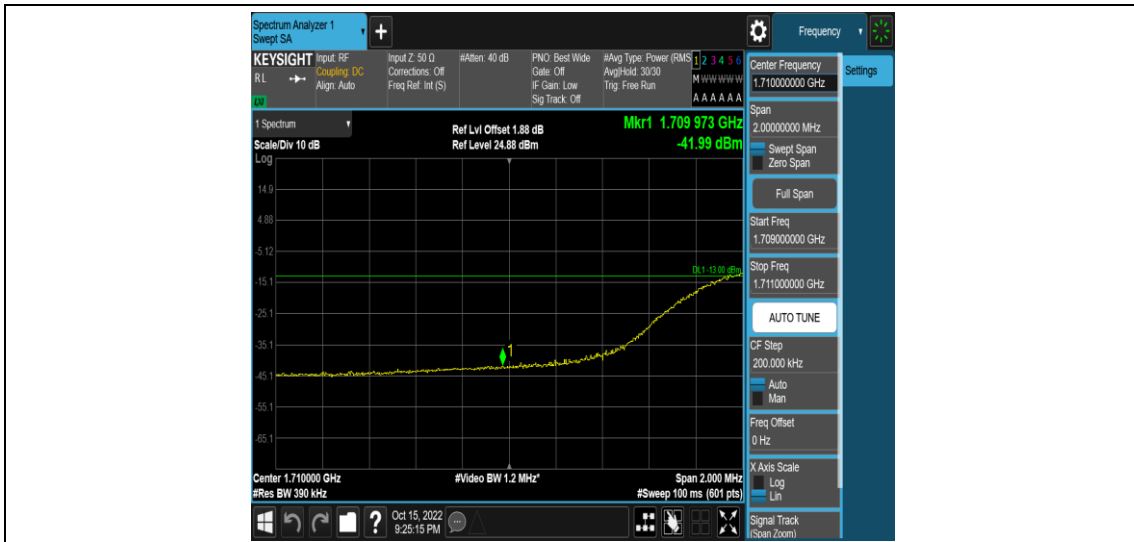 Spectrum Analyzer 1
Swept SA
+
Frequency
KEYSIGHT
RL
Input: RF
Coupling: DC
Align: Auto
Input Z: 50 Ω
Corrections: Off
Freq Ref: Int (S)
#Atten: 40 dB
PNO: Best Wide
Gate: Off
IF Gain: Low
Sig Track: Off
#Avg Type: Power (RMS
Avg|Hold: 30/30
Trig: Free Run
1 2 3 4 5 6
M W W W W W
A A A A A A
1 Spectrum
Scale/Div 10 dB
Ref Lvl Offset 1.88 dB
Ref Level 24.88 dBm
Mkr1 1.709 973 GHz
-41.99 dBm
Log
14.9
4.88
-5.12
-15.1
-25.1
-35.1
-45.1
-55.1
-65.1
DL1 -13.00 dBm
1
Center 1.710000 GHz
#Res BW 390 kHz
#Video BW 1.2 MHz*
Span 2.000 MHz
#Sweep 100 ms (601 pts)
Oct 15, 2022
9:25:15 PM
?
Center Frequency
1.710000000 GHz
Settings
Span
2.00000000 MHz
Swept Span
Zero Span
Full Span
Start Freq
1.709000000 GHz
Stop Freq
1.711000000 GHz
AUTO TUNE
CF Step
200.000 kHz
Auto
Man
Freq Offset
0 Hz
X Axis Scale
Log
Lin
Signal Track
(Span Zoom)